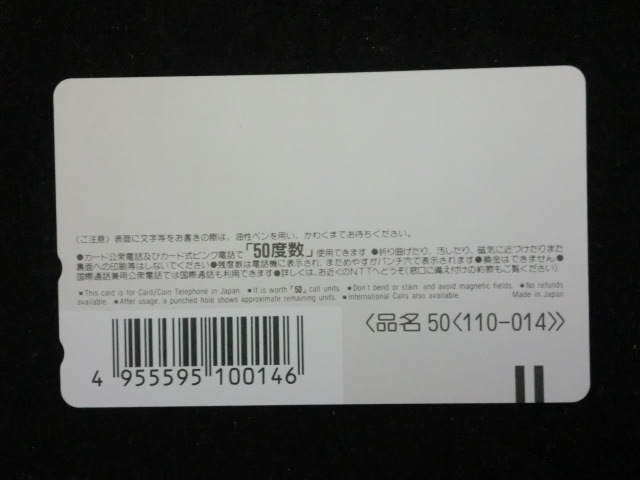 〈ご注意〉表面に文字等をお書きの際は、油性ペンを用い、かわくまでお待ちください。
●カード公衆電話及びカード式ピンク電話で「50度数」使用できます ●折り曲げたり、汚したり、磁気に近づけたりまた
裏面への印刷等はしないでください●残度数は電話機に表示され、まためやすがパンチ穴で表示されます●換金はできません●
国際通話兼用公衆電話では国際通話も利用できます●詳しくは、お近くのNTTへどうぞ(窓口に備え付けの約款もご覧ください)
■This card is for Card/Coin Telephone in Japan. ■It is worth「50」call units. ■Don't bend or stain and avoid magnetic fields. ■No refunds
available. ■After usage, a punched hole shows approximate remaining units. ■International Calls also available. Made in Japan
〈品名 50〈110-014〉〉
4 955595 100146